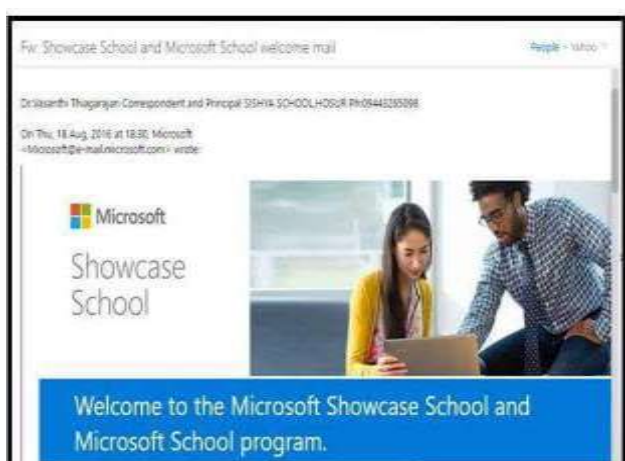 Fw: Showcase School and Microsoft School welcome mail
People Yahoo
Dr.Vasanthi Thiagarajan Correspondent and Principal SISHYA SCHOOL,HOSUR
On Thu, 18 Aug, 2016 at 18:30, Microsoft
<Microsoft@e-mail.microsoft.com> wrote:
Microsoft
Showcase
School
Welcome to the Microsoft Showcase School and
Microsoft School program.